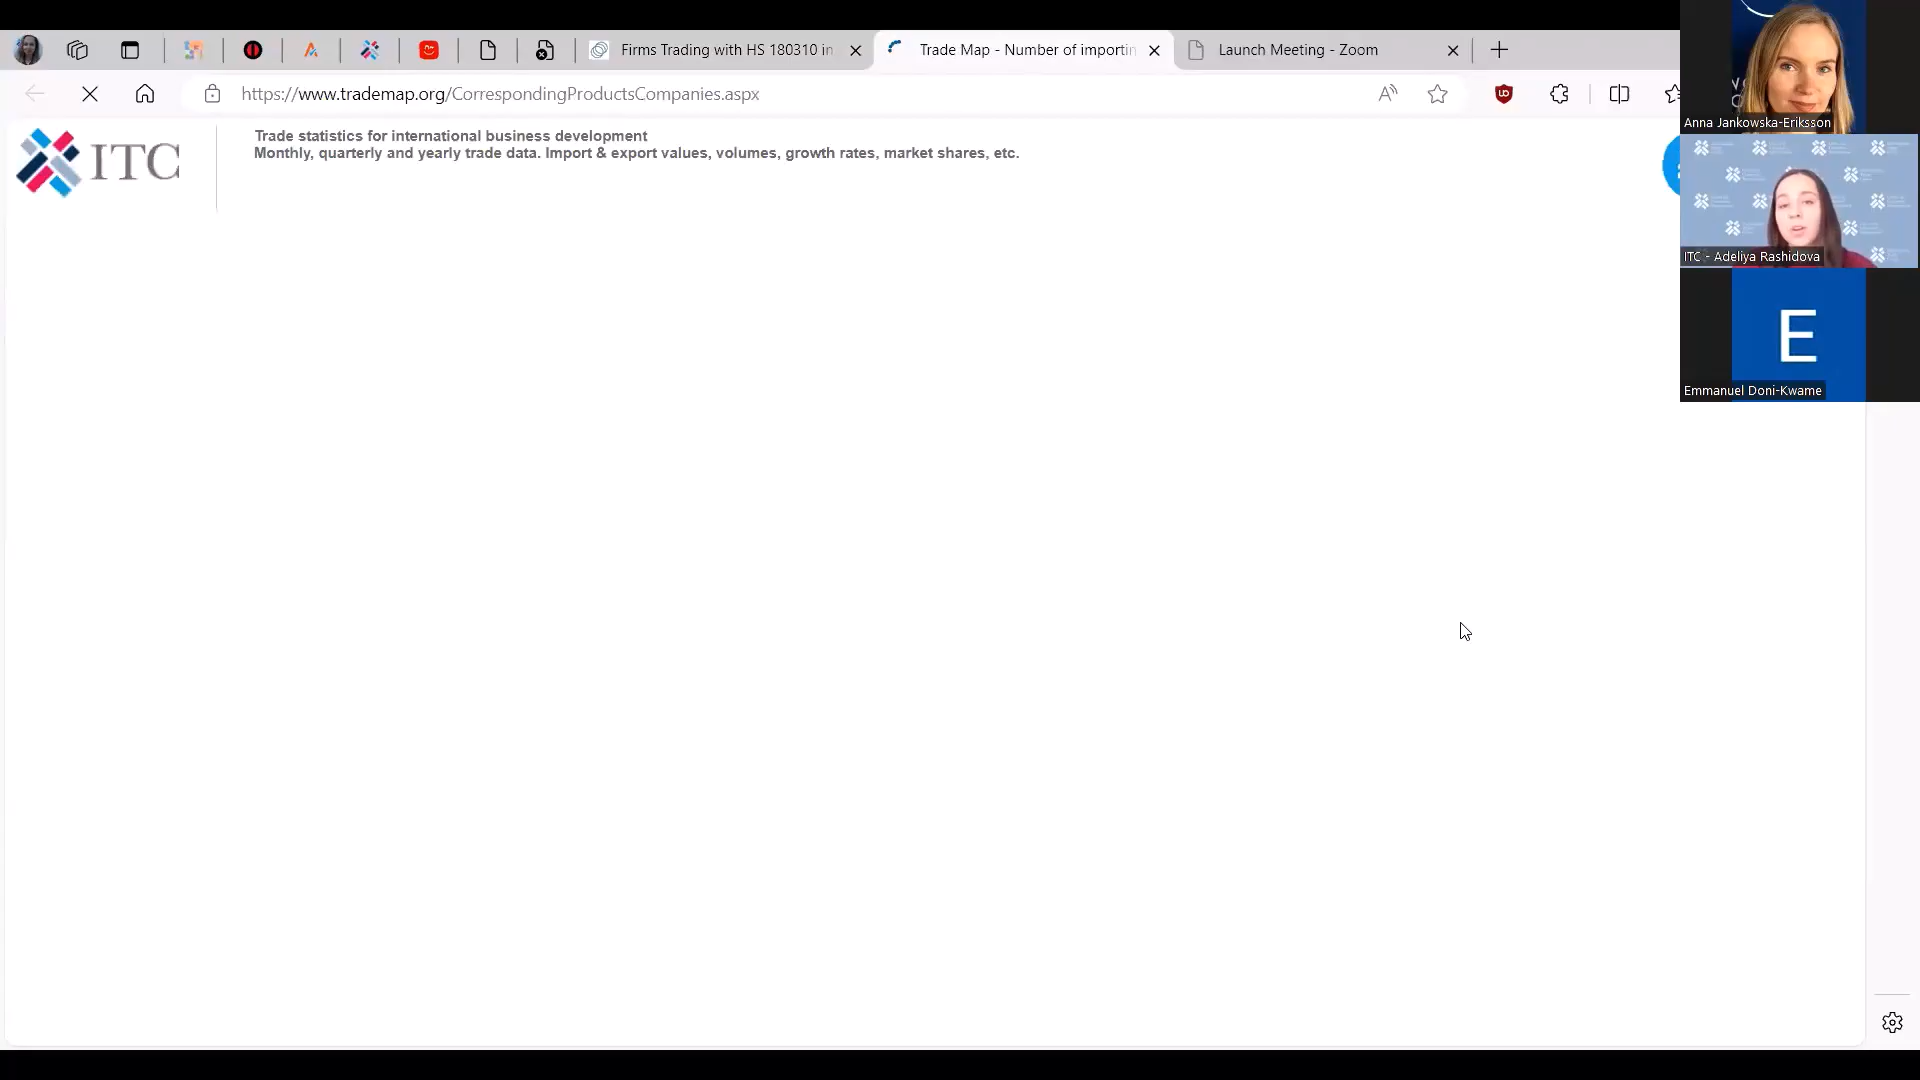 Firms Trading with HS 180310 in
Trade Map - Number of importin
Launch Meeting - Zoom
https://www.trademap.org/CorrespondingProductsCompanies.aspx
ITC
Trade statistics for international business development
Monthly, quarterly and yearly trade data. Import & export values, volumes, growth rates, market shares, etc.
Anna Jankowska-Eriksson
ITC - Adeliya Rashidova
E
Emmanuel Doni-Kwame